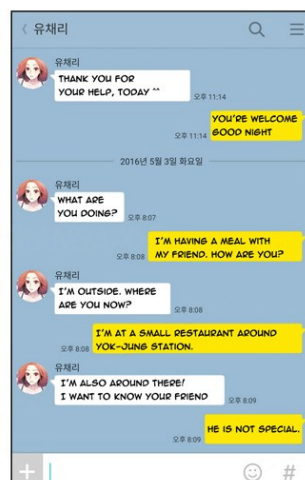 유채리
유채리
THANK YOU FOR
YOUR HELP, TODAY ^^
오후 11:14
YOU'RE WELCOME
GOOD NIGHT
오후 11:14
2016년 5월 3일 화요일
유채리
WHAT ARE
YOU DOING?
오후 8:07
I'M HAVING A MEAL WITH
MY FRIEND. HOW ARE YOU?
오후 8:08
유채리
I'M OUTSIDE. WHERE
ARE YOU NOW?
오후 8:08
I'M AT A SMALL RESTAURANT AROUND
YOK-JUNG STATION.
오후 8:08
유채리
I'M ALSO AROUND THERE!
I WANT TO KNOW YOUR FRIEND
오후 8:09
HE IS NOT SPECIAL.
오후 8:09
#